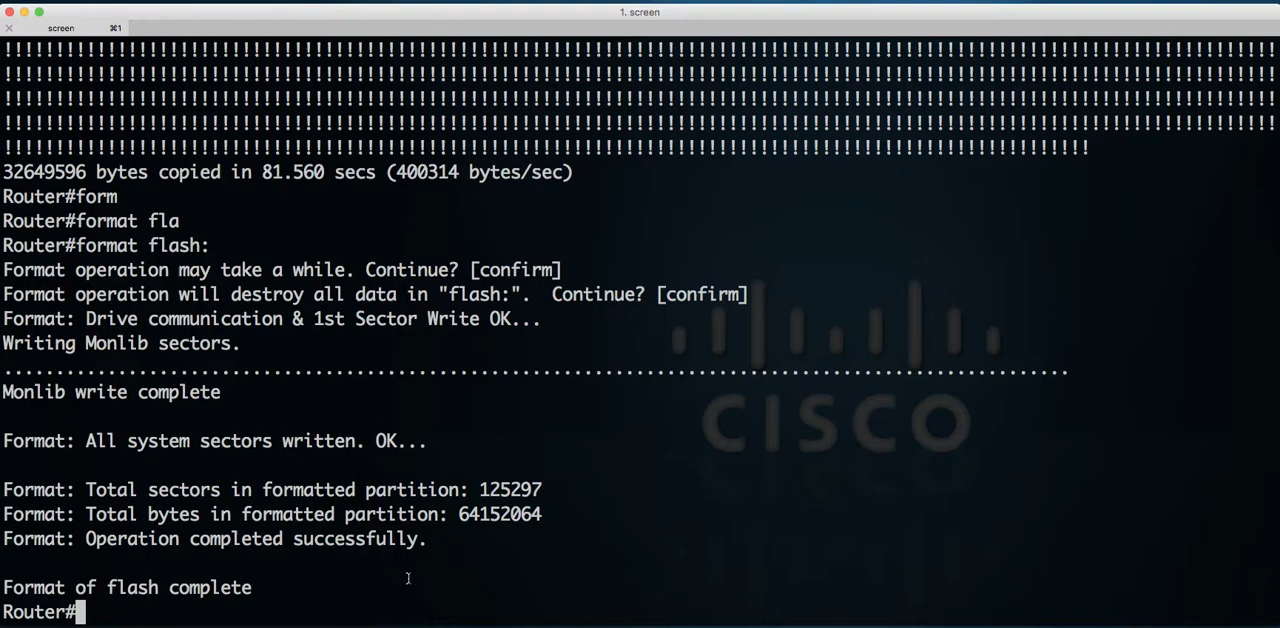 1. screen
screen ⌘1
!!!!!!!!!!!!!!!!!!!!!!!!!!!!!!!!!!!!!!!!!!!!!!!!!!!!!!!!!!!!!!!!!!!!!!!!!!!!!!!!!!!!!!!!!!!!!!!!!!!!!!!!!!!!!!!!!!!!!!!!!!!
!!!!!!!!!!!!!!!!!!!!!!!!!!!!!!!!!!!!!!!!!!!!!!!!!!!!!!!!!!!!!!!!!!!!!!!!!!!!!!!!!!!!!!!!!!!!!!!!!!!!!!!!!!!!!!!!!!!!!!!!!!!
!!!!!!!!!!!!!!!!!!!!!!!!!!!!!!!!!!!!!!!!!!!!!!!!!!!!!!!!!!!!!!!!!!!!!!!!!!!!!!!!!!!!!!!!!!!!!!!!!!!!!!!!!!!!!!!!!!!!!!!!!!!
!!!!!!!!!!!!!!!!!!!!!!!!!!!!!!!!!!!!!!!!!!!!!!!!!!!!!!!!!!!!!!!!!!!!!!!!!!!!!!!!!!!!!!!!!!!!!!!!!!!!!!!!!!!!!!!!!!!!!!!!!!!
!!!!!!!!!!!!!!!!!!!!!!!!!!!!!!!!!!!!!!!!!!!!!!!!!!!!!!!!!!!!!!!!!!!!!!!!!!!!!!!!!!!!!!!!!!!!!!!!!!!!!!!!!
32649596 bytes copied in 81.560 secs (400314 bytes/sec)
Router#form
Router#format fla
Router#format flash:
Format operation may take a while. Continue? [confirm]
Format operation will destroy all data in "flash:".  Continue? [confirm]
Format: Drive communication & 1st Sector Write OK...
Writing Monlib sectors.
.......................................................................................................
Monlib write complete
CISCO
Format: All system sectors written. OK...
Format: Total sectors in formatted partition: 125297
Format: Total bytes in formatted partition: 64152064
Format: Operation completed successfully.
Format of flash complete
Router#